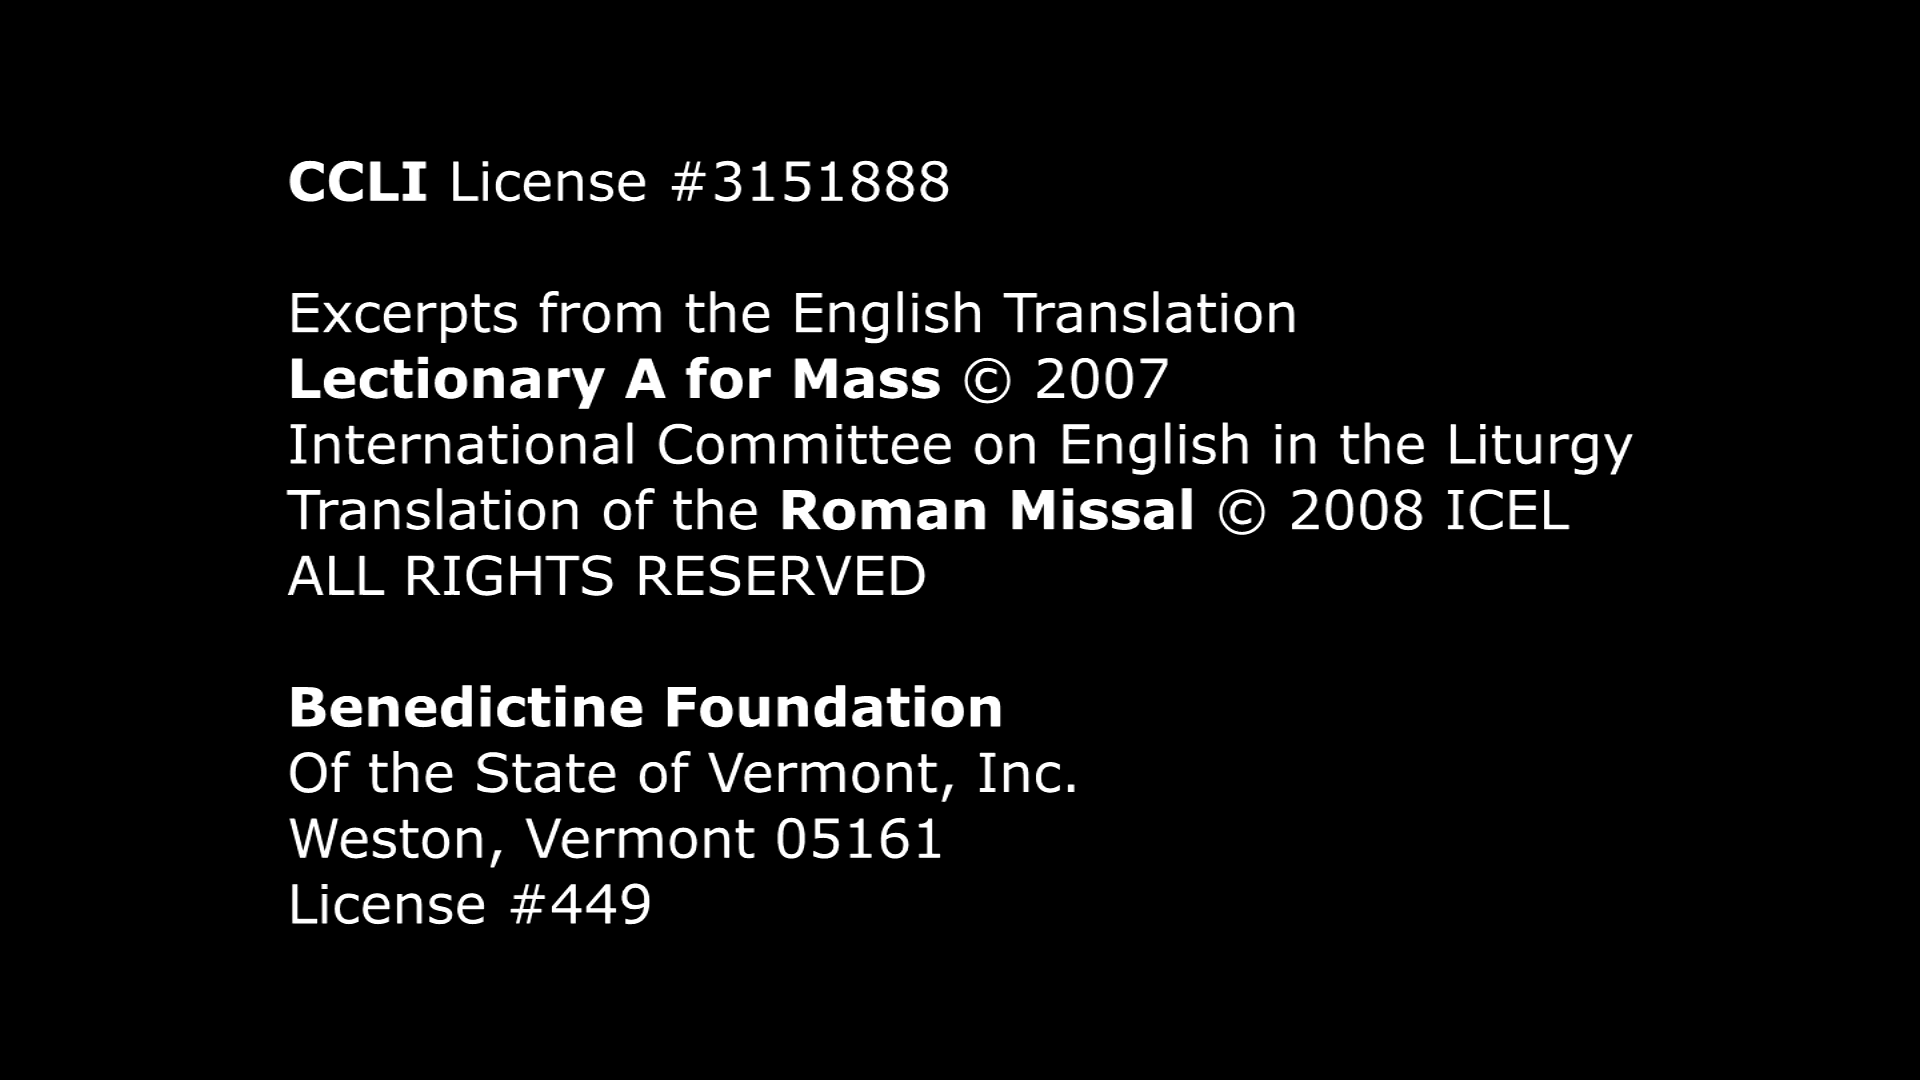 CCLI License #3151888
Excerpts from the English Translation
Lectionary A for Mass © 2007
International Committee on English in the Liturgy
Translation of the Roman Missal © 2008 ICEL
ALL RIGHTS RESERVED
Benedictine Foundation
Of the State of Vermont, Inc.
Weston, Vermont 05161
License #449